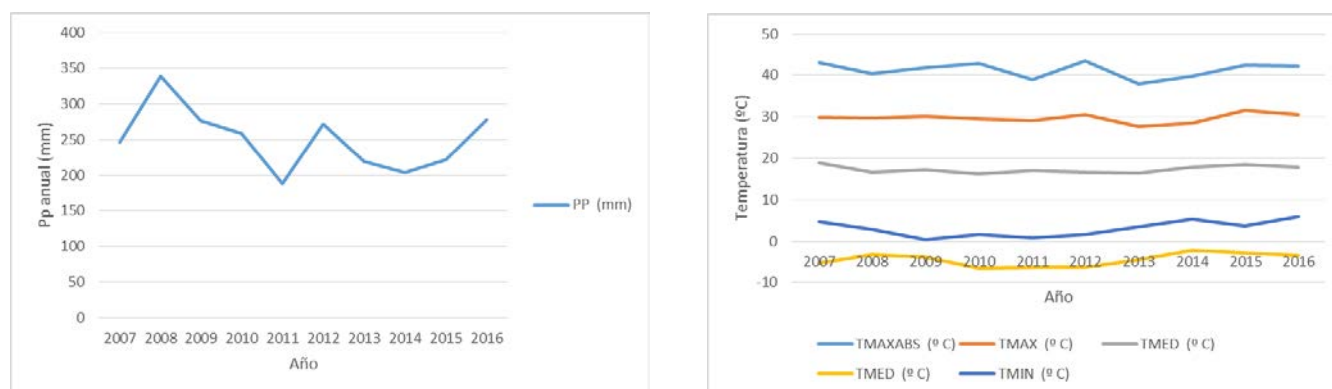 400
350
300
250
200
150
100
50
0
Pp anual (mm)
2007 2008 2009 2010 2011 2012 2013 2014 2015 2016
Año
PP (mm)
50
40
30
20
10
0
-10
Temperatura (ºC)
2007 2008 2009 2010 2011 2012 2013 2014 2015 2016
Año
TMAXABS (º C) TMAX (º C) TMED (º C)
TMED (º C) TMIN (º C)